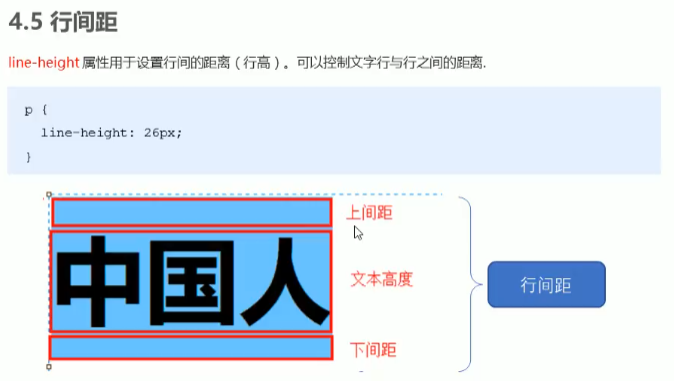 4.5 行间距
line-height 属性用于设置行间的距离（行高）。可以控制文字行与行之间的距离.
p {
  line-height: 26px;
}
上间距
中国人
文本高度
行间距
下间距